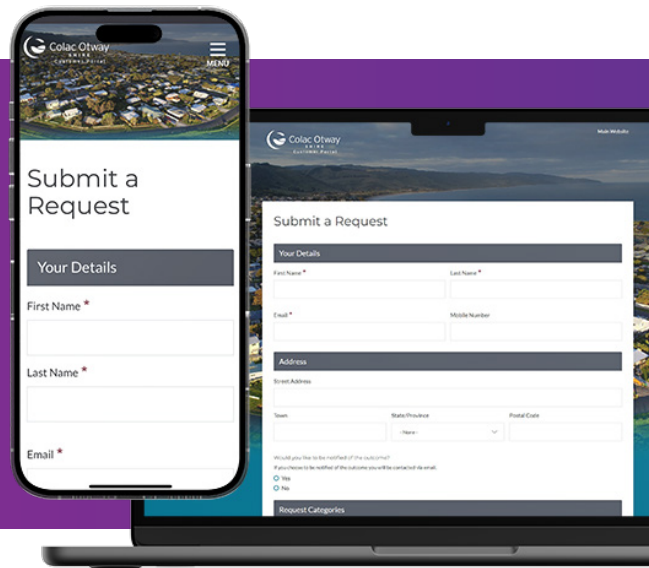 Colac Otway
SHIRE
Customer Portal
MENU
Submit a
Request
Your Details
First Name *
Last Name *
Email *
Colac Otway
SHIRE
Customer Portal
Main Website
Submit a Request
Your Details
First Name * Last Name *
Email * Mobile Number
Address
Street Address
Town State/Province Postal Code
- None -
Would you like to be notified of the outcome?
If you choose to be notified of the outcome you will be contacted via email.
Yes
No
Request Categories